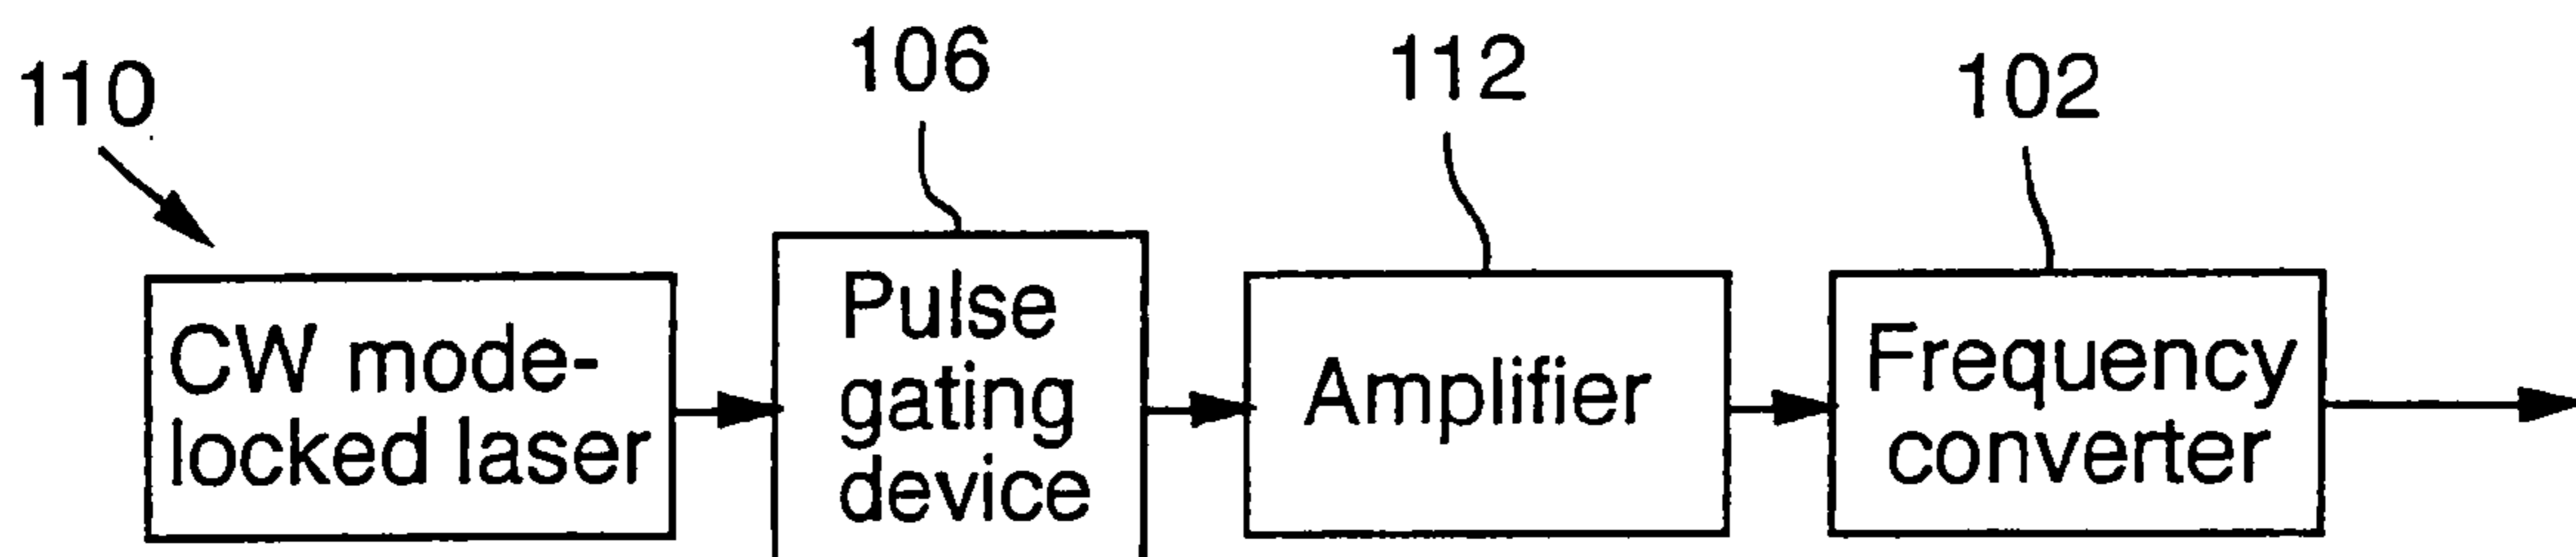 110
106
112
102
CW mode-
locked laser
Pulse
gating
device
Amplifier
Frequency
converter